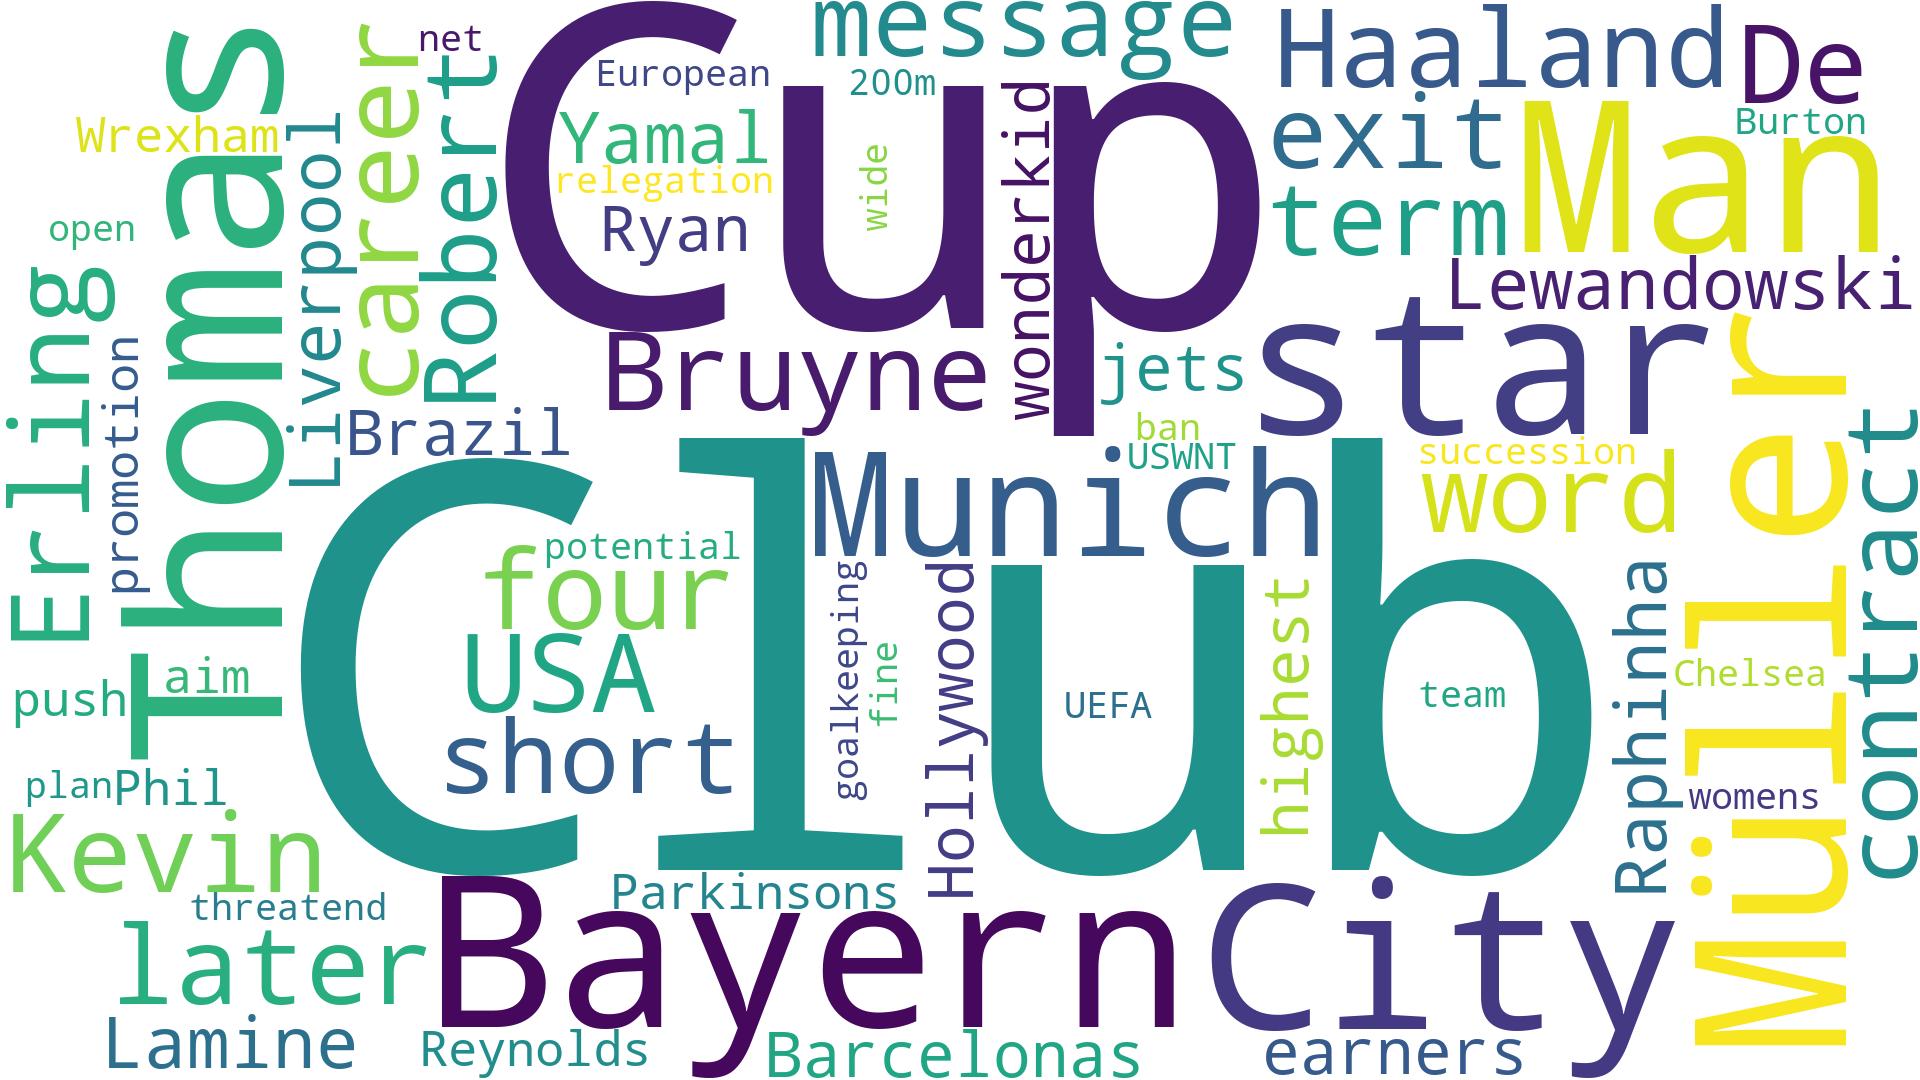 message
Haaland
De
net
Cup
European
200m
career
Robert
Thomas
Wrexham
Yamal
relegation
wide
wonderkid
exit
Man
Burton
Liverpool
Ryan
term
open
Lewandowski
Erling
promotion
Bruyne
jets
star
Müller
Brazil
ban
USWNT
Munich
succession
word
contract
Club
potential
four
USA
short
goalkeeping
fine
Hollywood
UEFA
highest
team
Raphinha
Chelsea
womens
push
aim
plan
Phil
Kevin
threatend
Parkinsons
later
Bayern
City
Lamine
Reynolds
Barcelonas
earners